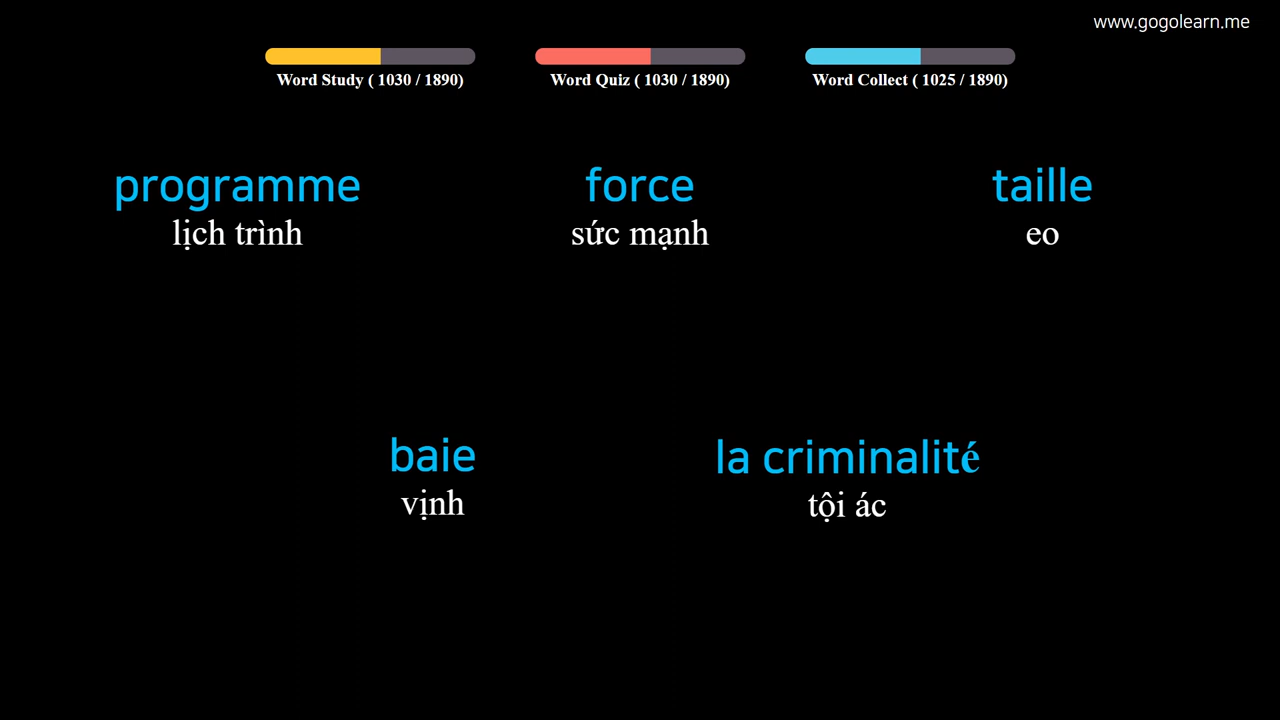 www.gogolearn.me
Word Study ( 1030 / 1890)
Word Quiz ( 1030 / 1890)
Word Collect ( 1025 / 1890)
programme
lịch trình
force
sức mạnh
taille
eo
baie
vịnh
la criminalité
tội ác